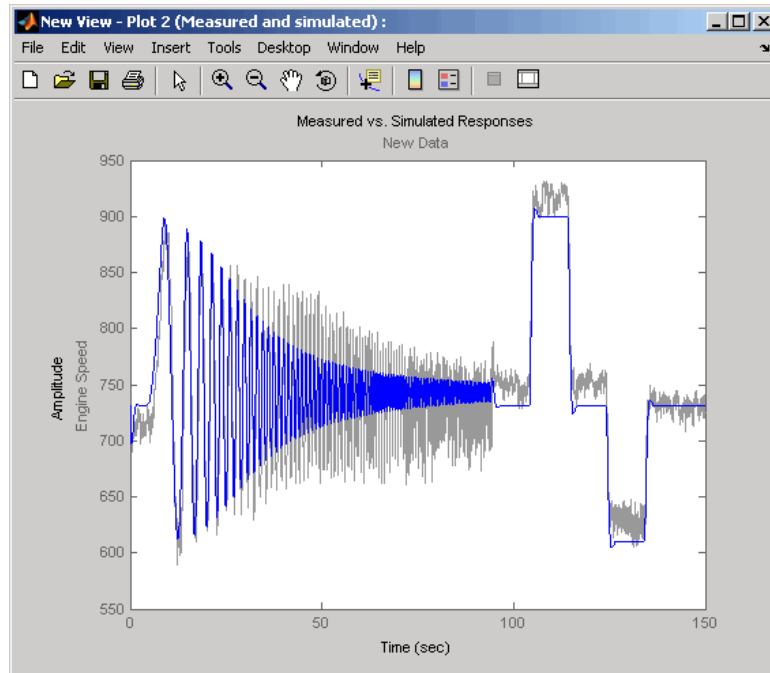 New View - Plot 2 (Measured and simulated) :
File Edit View Insert Tools Desktop Window Help
Measured vs. Simulated Responses
New Data
950
900
850
800
750
700
650
600
550
Amplitude
Engine Speed
0 50 100 150
Time (sec)